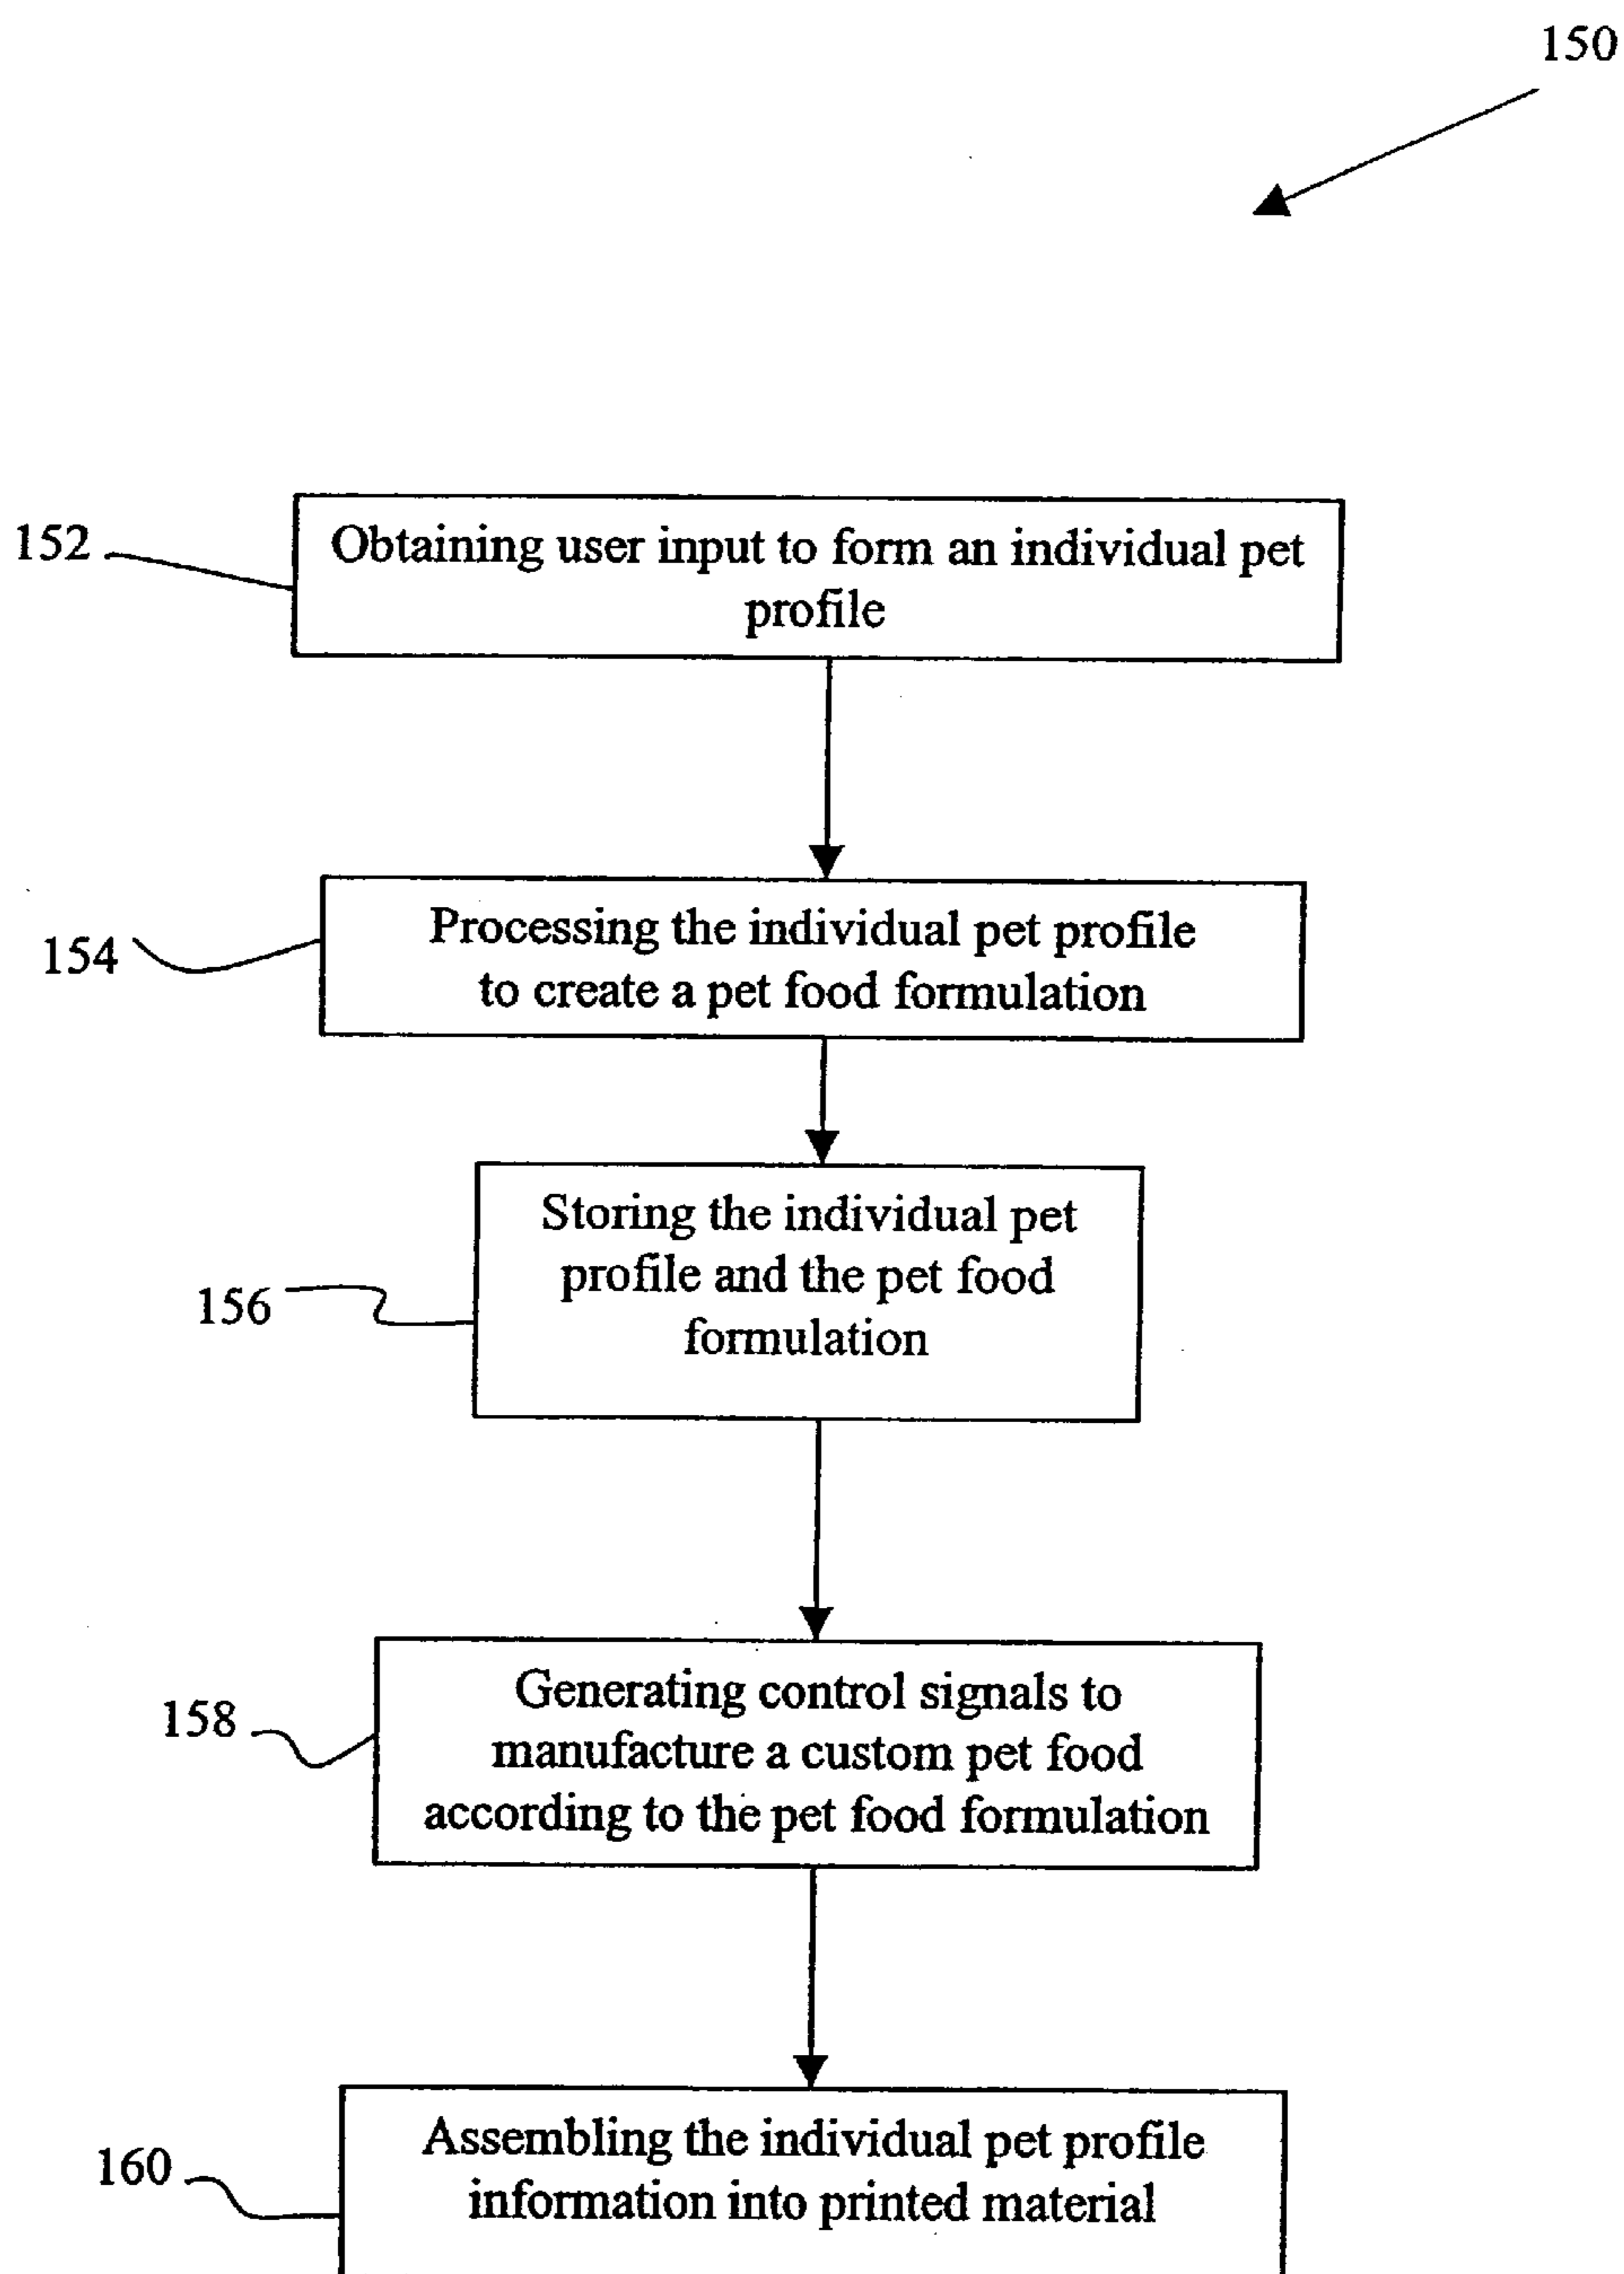 150
152
Obtaining user input to form an individual pet
profile
154
Processing the individual pet profile
to create a pet food formulation
156
Storing the individual pet
profile and the pet food
formulation
158
Generating control signals to
manufacture a custom pet food
according to the pet food formulation
160
Assembling the individual pet profile
information into printed material